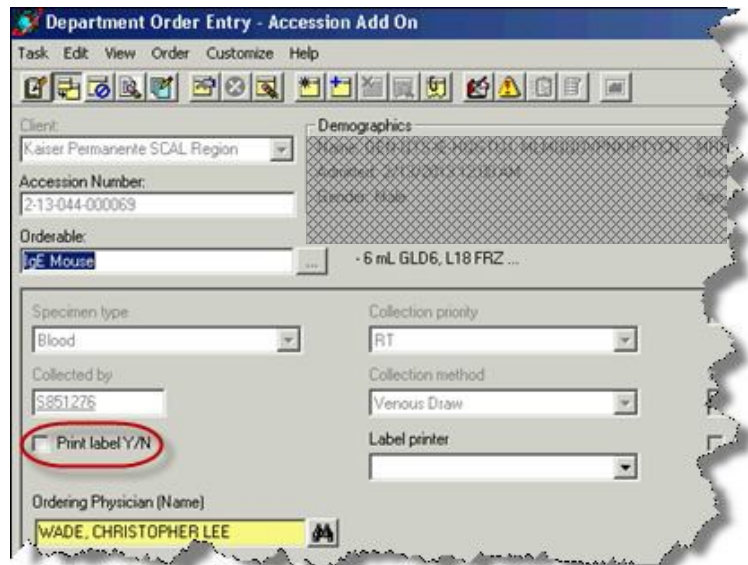 Department Order Entry - Accession Add On
Task Edit View Order Customize Help
Client:
Demographics
Kaiser Permanente SCAL Region
Accession Number:
2-13-044-000069
Orderable:
IgE Mouse
... - 6 mL GLD6, L18 FRZ ...
Specimen type
Collection priority
Blood
RT
Collected by
Collection method
S851276
Venous Draw
Print label Y/N
Label printer
Ordering Physician (Name)
WADE, CHRISTOPHER LEE